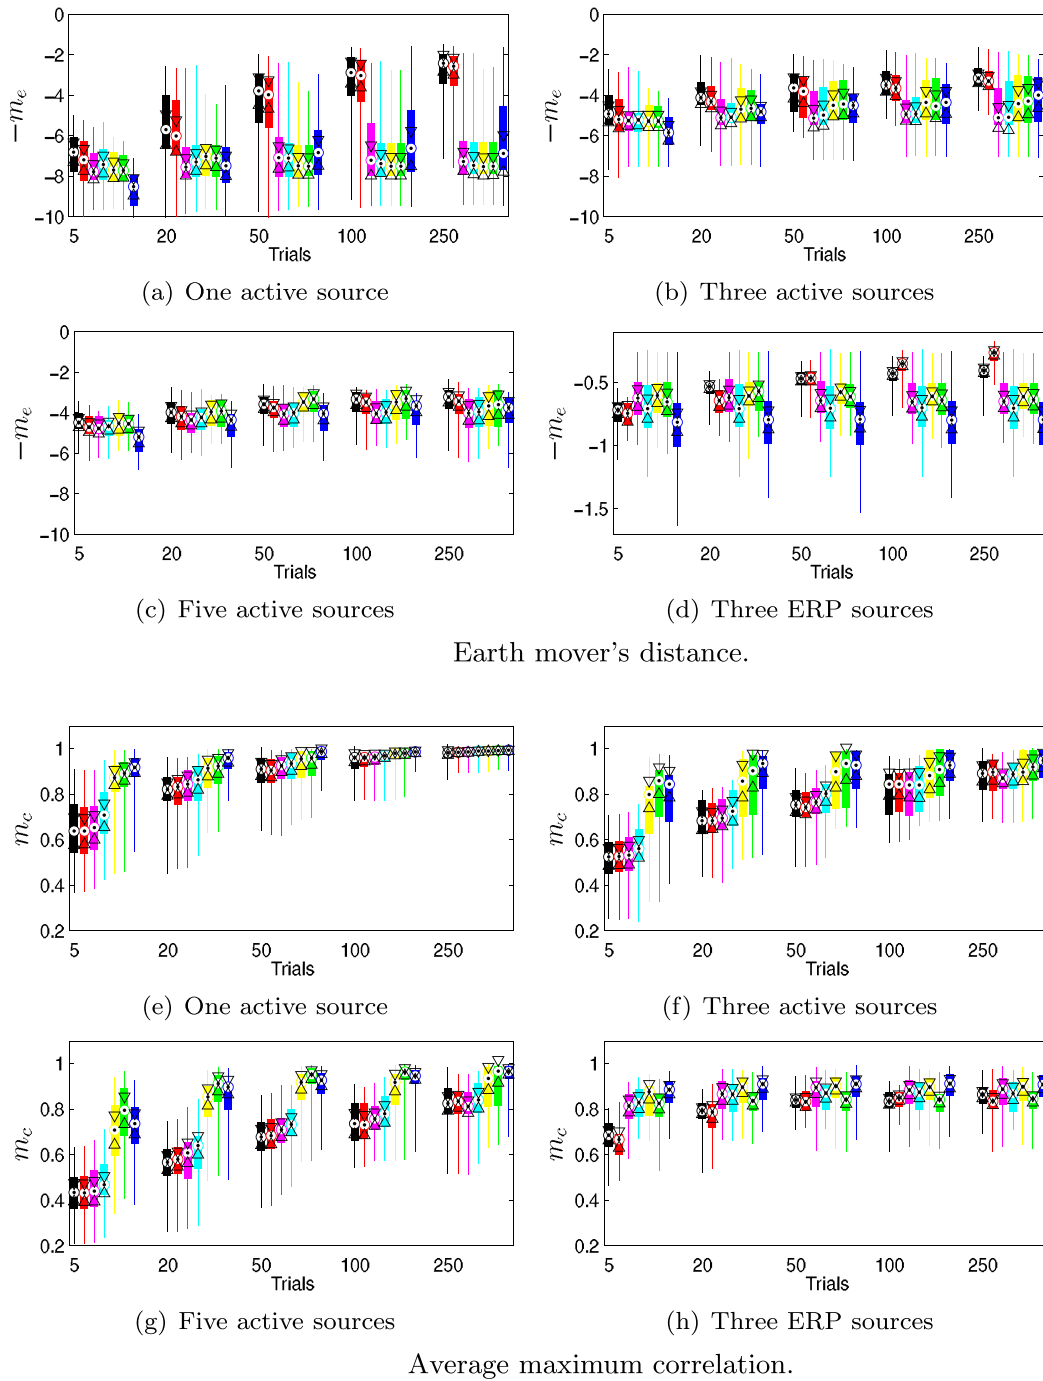 0
−2
−4
−6
−8
−10
−m_e
5 20 50 100 250
Trials
(a) One active source
0
−2
−4
−6
−8
−10
−m_e
5 20 50 100 250
Trials
(b) Three active sources
0
−2
−4
−6
−8
−10
−m_e
5 20 50 100 250
Trials
(c) Five active sources
−0.5
−1
−1.5
−m_e
5 20 50 100 250
Trials
(d) Three ERP sources
Earth mover's distance.
1
0.8
0.6
0.4
0.2
m_c
5 20 50 100 250
Trials
(e) One active source
1
0.8
0.6
0.4
0.2
m_c
5 20 50 100 250
Trials
(f) Three active sources
1
0.8
0.6
0.4
0.2
m_c
5 20 50 100 250
Trials
(g) Five active sources
1
0.8
0.6
0.4
0.2
m_c
5 20 50 100 250
Trials
(h) Three ERP sources
Average maximum correlation.